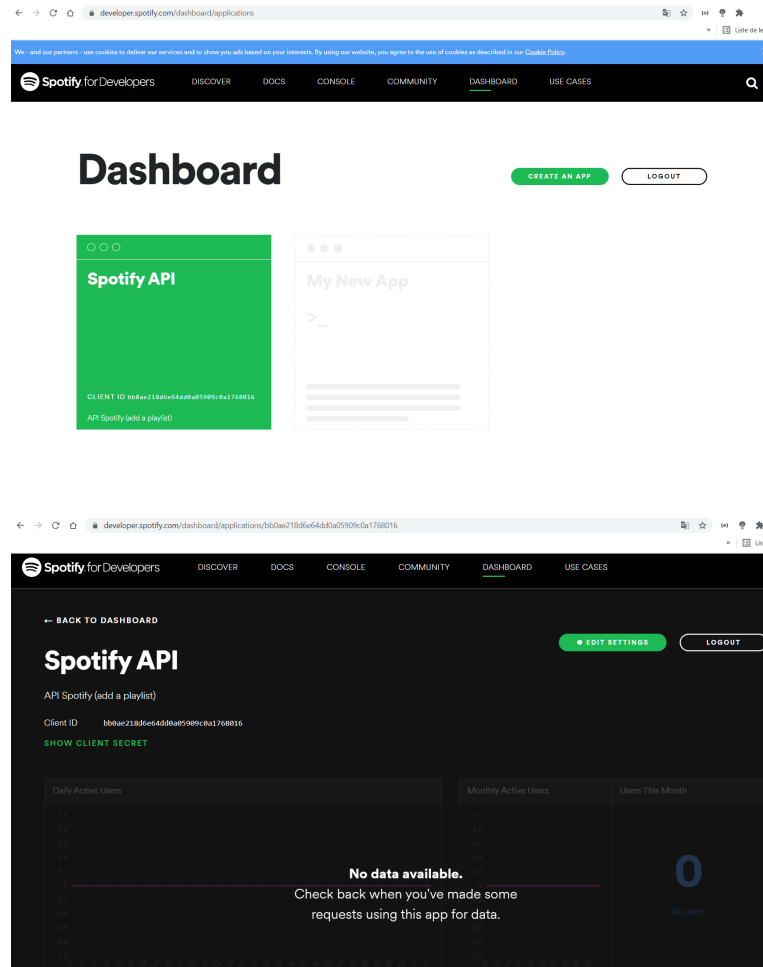 developer.spotify.com/dashboard/applications
» Liste de le
We - and our partners - use cookies to deliver our services and to show you ads based on your interests. By using our website, you agree to the use of cookies as described in our Cookie Policy.
Spotify for Developers DISCOVER DOCS CONSOLE COMMUNITY DASHBOARD USE CASES
Dashboard
CREATE AN APP LOGOUT
Spotify API
CLIENT ID bb0ae218d6e64dd0a05909c0a1768016
API Spotify (add a playlist)
My New App
>_
developer.spotify.com/dashboard/applications/bb0ae218d6e64dd0a05909c0a1768016
» Lis
Spotify for Developers DISCOVER DOCS CONSOLE COMMUNITY DASHBOARD USE CASES
← BACK TO DASHBOARD
EDIT SETTINGS LOGOUT
Spotify API
API Spotify (add a playlist)
Client ID bb0ae218d6e64dd0a05909c0a1768016
SHOW CLIENT SECRET
Daily Active Users Monthly Active Users Users This Month
No data available.
Check back when you've made some
requests using this app for data.
0
No users